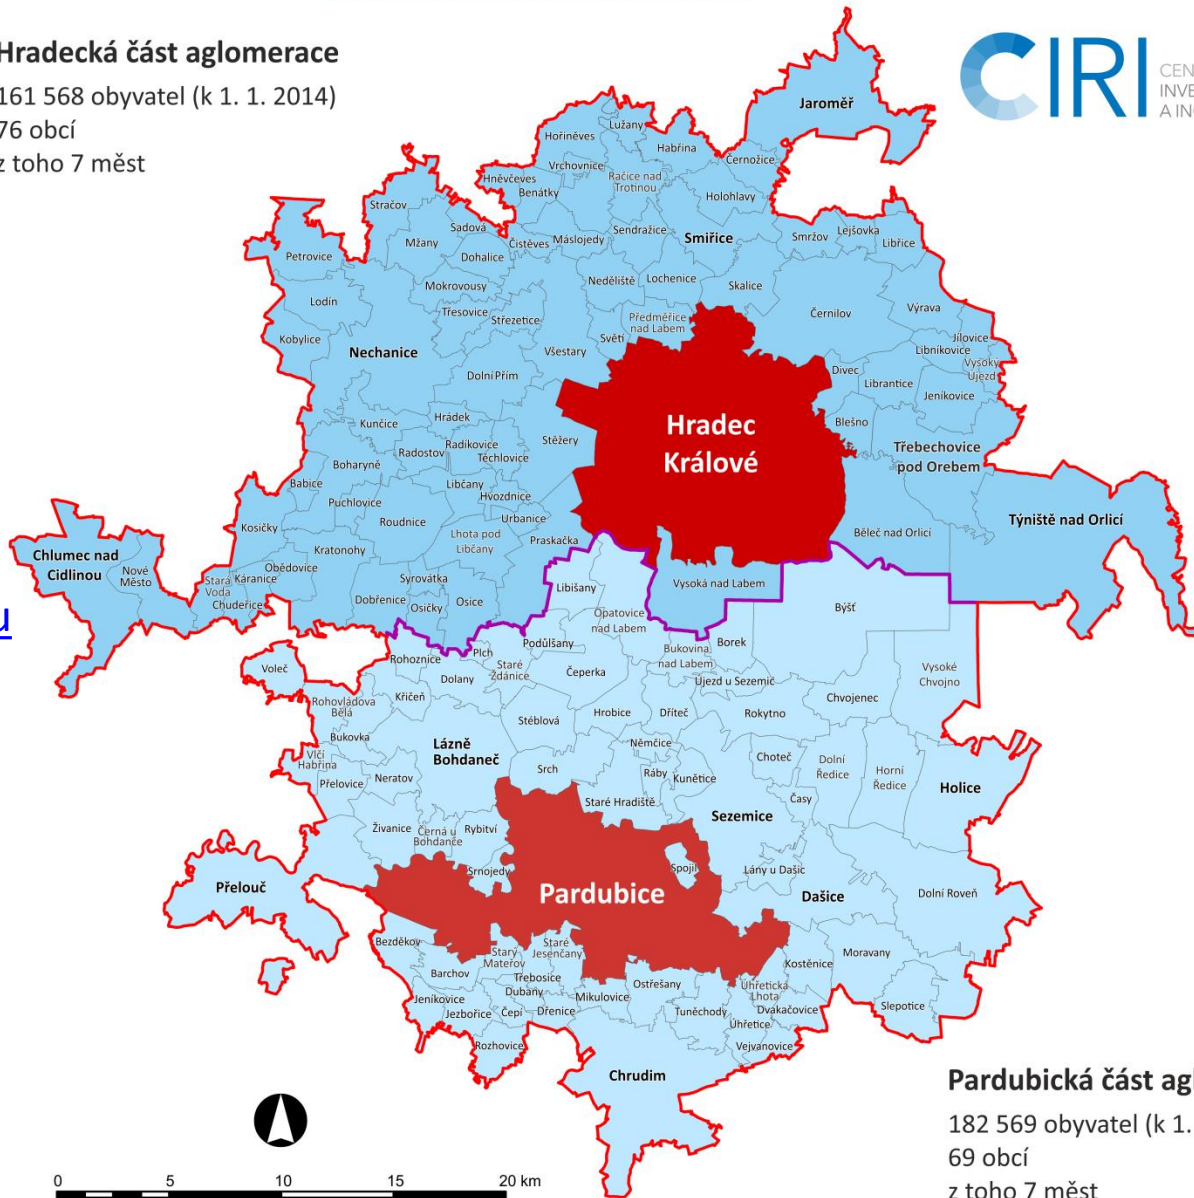 Hradecká část aglomerace
161 568 obyvatel (k 1. 1. 2014)
76 obcí
z toho 7 měst
CIRI
Jaroměř
Lužany
Hořiněves
Habřina
Vrchovnice
Černožice
Račice nad
Trotinou
Hněvčeves
Benátky
Holohlavy
Stračov
Sadová
Sendražice
Mžany
Čistěves
Máslojedy
Smiřice
Smržov
Lejšovka
Libřice
Petrovice
Dohalice
Neděliště
Lochenice
Skalice
Mokrovousy
Lodín
Třesovice
Střezetice
Předměřice
nad Labem
Černilov
Výrava
Kobylice
Světí
Jílovice
Nechanice
Všestary
Libníkovice
Vysoký
Újezd
Divec
Librantice
Dolní Přím
Jeníkovice
Hrádek
Kunčice
Blešno
Hradec
Králové
Stěžery
Třebechovice
pod Orebem
Radíkovice
Radostov
Těchlovice
Boharyně
Babice
Libčany
Puchlovice
Hvozdnice
Roudnice
Urbanice
Týniště nad Orlicí
Kosičky
Lhota pod
Libčany
Praskačka
Běleč nad Orlicí
Kratonohy
Chlumec nad
Cidlinou
Nové
Město
Obědovice
Stará
Voda
Káranice
Syrovátka
Chudeřice
Dobřenice
Osičky
Osice
Libišany
Vysoká nad Labem
Býšť
Opatovice
nad Labem
u
Podůlšany
Borek
Bukovina
nad Labem
Plch
Rohoznice
Voleč
Staré
Ždánice
Čeperka
Vysoké
Chvojno
Dolany
Újezd u Sezemic
Křičeň
Chvojenec
Rohovládova
Bělá
Stéblová
Hrobice
Dříteč
Rokytno
Bukovka
Lázně
Bohdaneč
Němčice
Vlčí
Habřina
Choteč
Dolní
Ředice
Horní
Ředice
Srch
Ráby
Kunětice
Přelovice
Neratov
Holice
Staré Hradiště
Časy
Sezemice
Živanice
Černá u
Bohdanče
Rybitví
Srnojedy
Spojil
Lány u Dašic
Přelouč
Pardubice
Dašice
Dolní Roveň
Bezděkov
Starý
Mateřov
Staré
Jesenčany
Moravany
Kostěnice
Barchov
Třebosice
Ostřešany
Úhřetická
Lhota
Jeníkovice
Dubany
Mikulovice
Slepotice
Jezbořice
Čepí
Dřenice
Tuněchody
Dvakačovice
Úhřetice
Rozhovice
Vejvanovice
Chrudim
Pardubická část agl
182 569 obyvatel (k 1.
69 obcí
z toho 7 měst
0 5 10 15 20 km